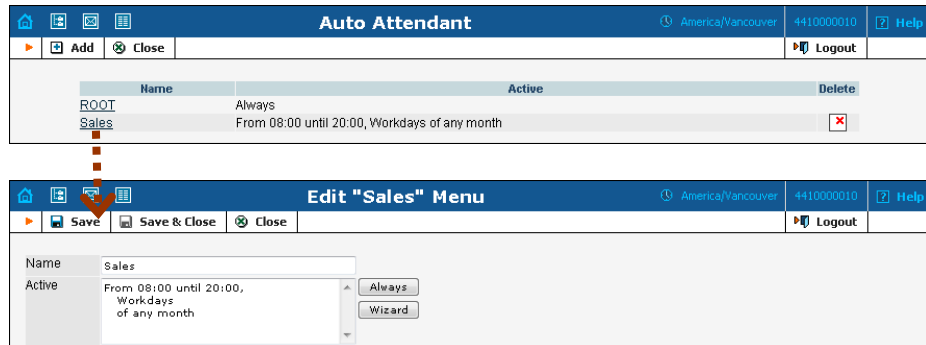 Auto Attendant America/Vancouver 4410000010 ? Help
Add Close Logout
Name Active Delete
ROOT Always
Sales From 08:00 until 20:00, Workdays of any month
Edit "Sales" Menu America/Vancouver 4410000010 ? Help
Save Save & Close Close Logout
Name Sales
Active From 08:00 until 20:00, Always
Workdays
of any month Wizard